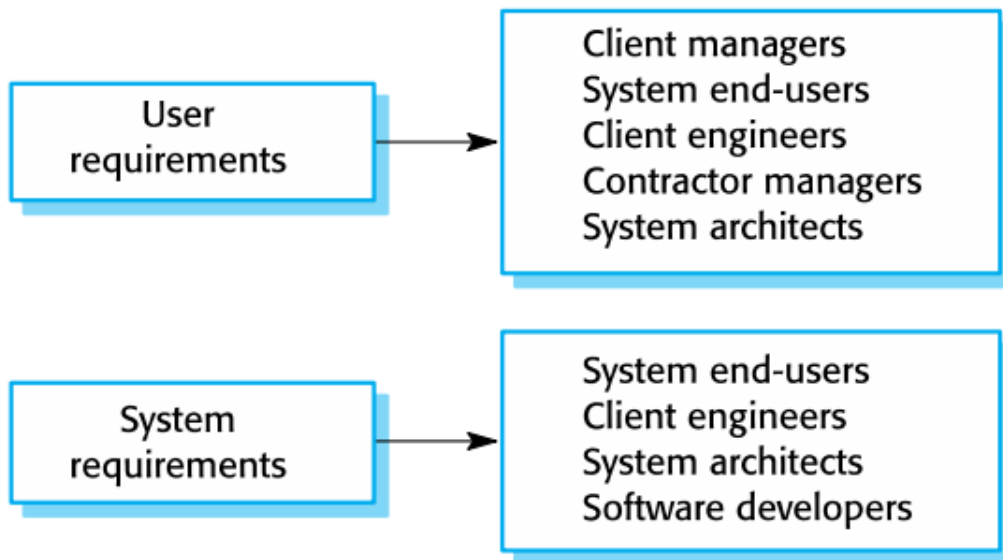 User
requirements
Client managers
System end-users
Client engineers
Contractor managers
System architects
System
requirements
System end-users
Client engineers
System architects
Software developers